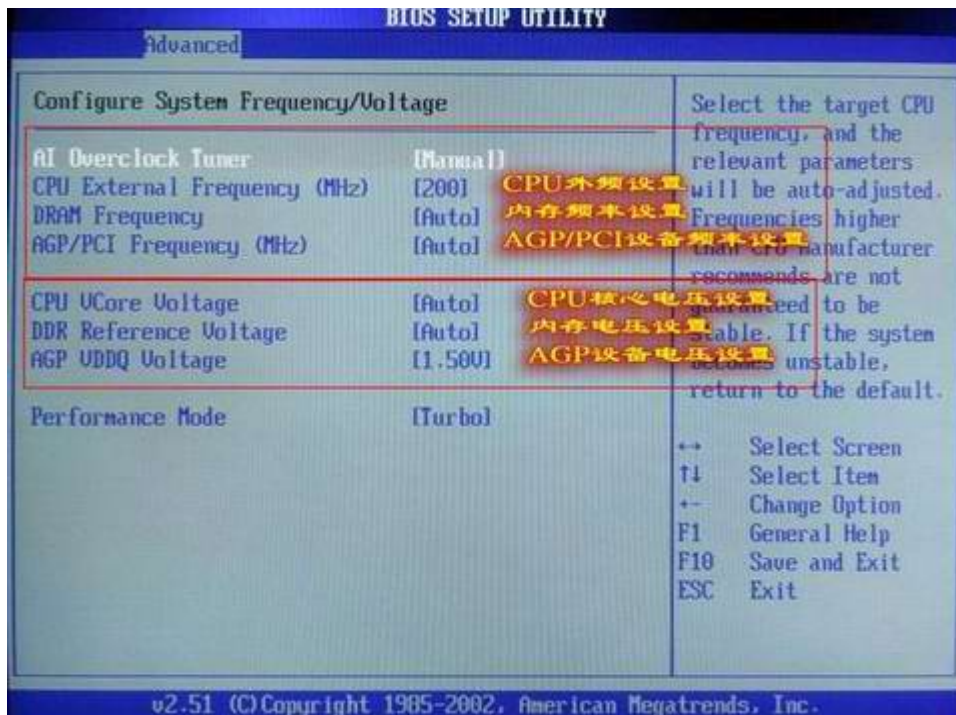 BIOS SETUP UTILITY
Advanced
Configure System Frequency/Voltage
AI Overclock Tuner [Manual]
CPU External Frequency (MHz) [200] CPU外频设置
DRAM Frequency [Auto] 内存频率设置
AGP/PCI Frequency (MHz) [Auto] AGP/PCI设备频率设置
CPU VCore Voltage [Auto] CPU核心电压设置
DDR Reference Voltage [Auto] 内存电压设置
AGP VDDQ Voltage [1.50V] AGP设备电压设置
Performance Mode [Turbo]
Select the target CPU
frequency, and the
relevant parameters
will be auto-adjusted.
Frequencies higher
than CPU manufacturer
recommends are not
to be
stable. If the system
becomes unstable,
return to the default.
↔ Select Screen
↑↓ Select Item
+- Change Option
F1 General Help
F10 Save and Exit
ESC Exit
v2.51 (C)Copyright 1985-2002, American Megatrends, Inc.